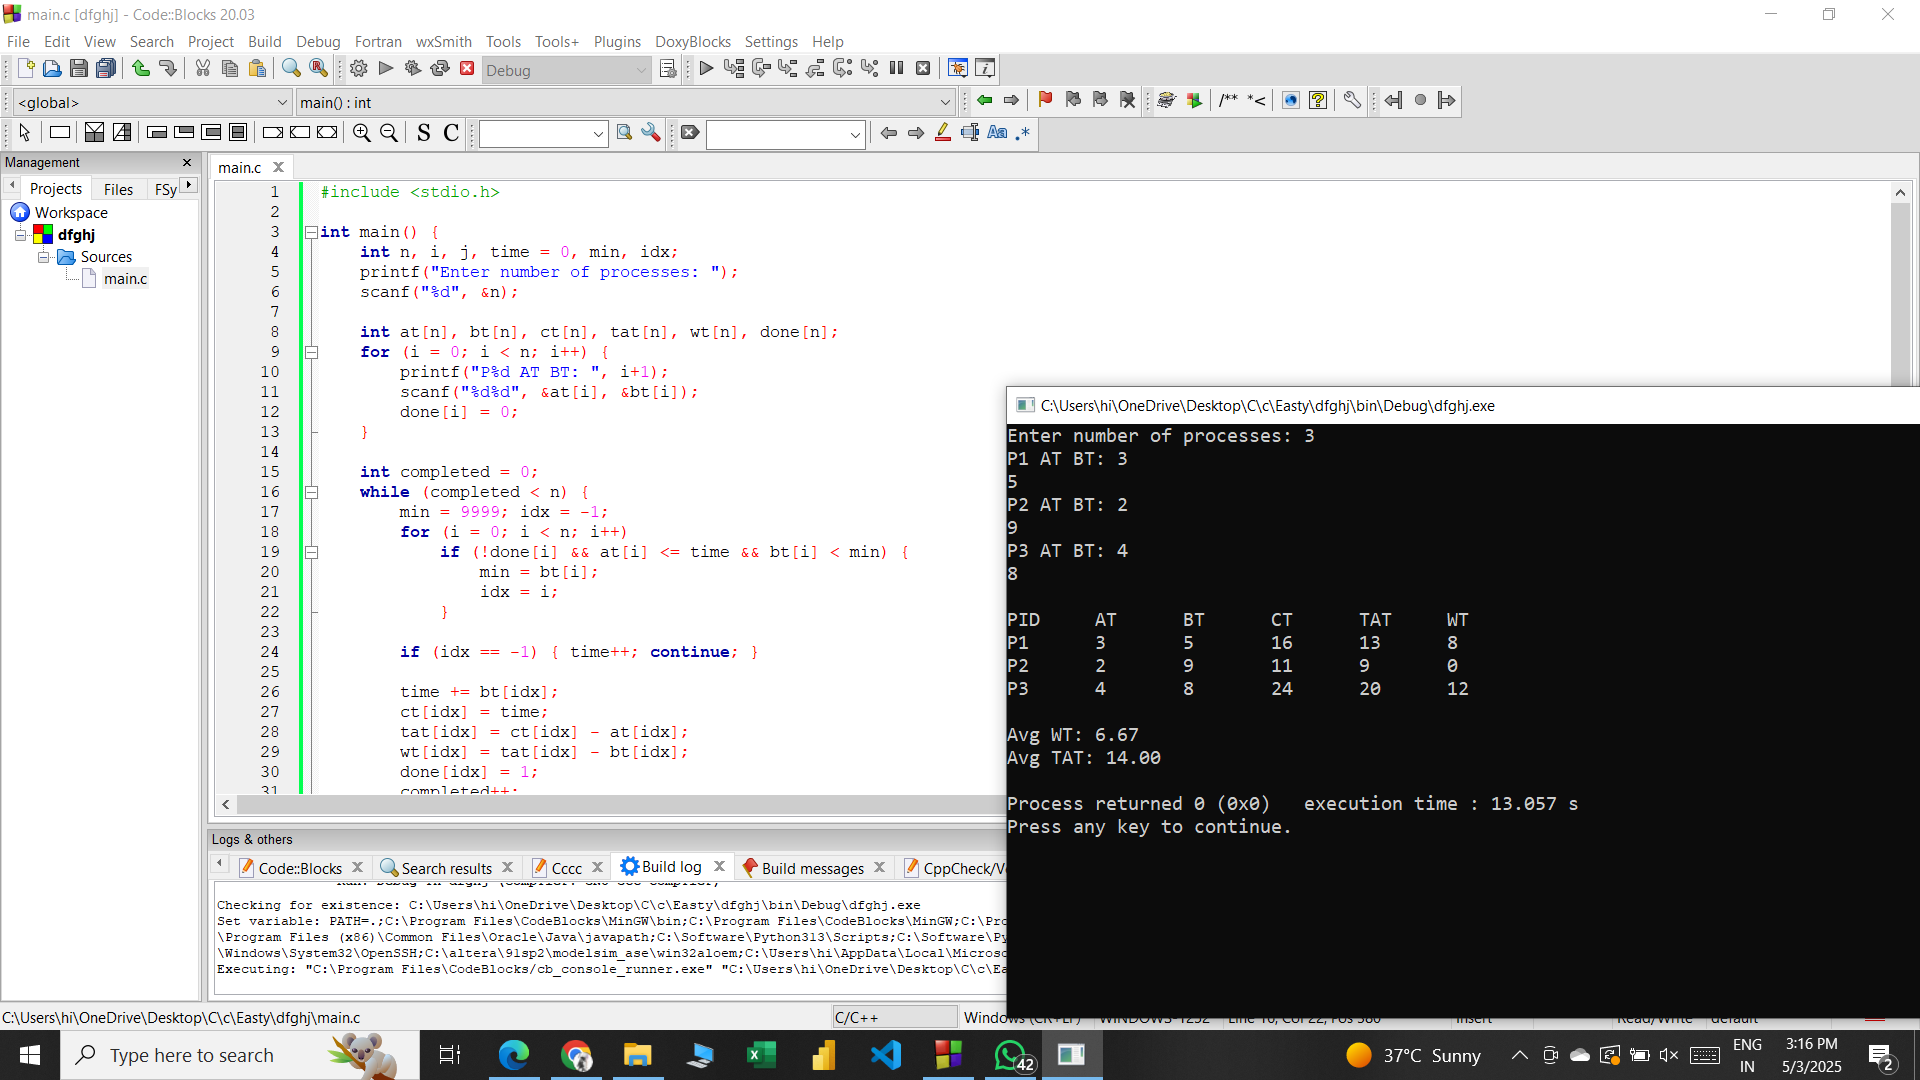 main.c [dfghj] - Code::Blocks 20.03
File Edit View Search Project Build Debug Fortran wxSmith Tools Tools+ Plugins DoxyBlocks Settings Help
Debug
<global> main() : int
/** *<
S C
Aa .*
Management
Projects Files FSy
Workspace
dfghj
Sources
main.c
main.c
1 #include <stdio.h>
2
3 int main() {
4 int n, i, j, time = 0, min, idx;
5 printf("Enter number of processes: ");
6 scanf("%d", &n);
7
8 int at[n], bt[n], ct[n], tat[n], wt[n], done[n];
9 for (i = 0; i < n; i++) {
10 printf("P%d AT BT: ", i+1);
11 scanf("%d%d", &at[i], &bt[i]);
12 done[i] = 0;
13 }
14
15 int completed = 0;
16 while (completed < n) {
17 min = 9999; idx = -1;
18 for (i = 0; i < n; i++)
19 if (!done[i] && at[i] <= time && bt[i] < min) {
20 min = bt[i];
21 idx = i;
22 }
23
24 if (idx == -1) { time++; continue; }
25
26 time += bt[idx];
27 ct[idx] = time;
28 tat[idx] = ct[idx] - at[idx];
29 wt[idx] = tat[idx] - bt[idx];
30 done[idx] = 1;
31 completed++;
C:\Users\hi\OneDrive\Desktop\C\c\Easty\dfghj\bin\Debug\dfghj.exe
Enter number of processes: 3
P1 AT BT: 3
5
P2 AT BT: 2
9
P3 AT BT: 4
8
PID AT BT CT TAT WT
P1 3 5 16 13 8
P2 2 9 11 9 0
P3 4 8 24 20 12
Avg WT: 6.67
Avg TAT: 14.00
Process returned 0 (0x0) execution time : 13.057 s
Press any key to continue.
Logs & others
Code::Blocks Search results Cccc Build log Build messages CppCheck/Ve
Checking for existence: C:\Users\hi\OneDrive\Desktop\C\c\Easty\dfghj\bin\Debug\dfghj.exe
Set variable: PATH=.;C:\Program Files\CodeBlocks\MinGW\bin;C:\Program Files\CodeBlocks\MinGW;C:\Pro
\Program Files (x86)\Common Files\Oracle\Java\javapath;C:\Software\Python313\Scripts;C:\Software\Py
\Windows\System32\OpenSSH;C:\altera\91sp2\modelsim_ase\win32aloem;C:\Users\hi\AppData\Local\Microso
Executing: "C:\Program Files\CodeBlocks/cb_console_runner.exe" "C:\Users\hi\OneDrive\Desktop\C\c\Ea
C:\Users\hi\OneDrive\Desktop\C\c\Easty\dfghj\main.c C/C++ Windows (CR+LF) WINDOWS-1252 Line 16, Col 22, Pos 380 Insert Read/Write default
Type here to search
42
37°C Sunny
ENG
IN
3:16 PM
5/3/2025
2